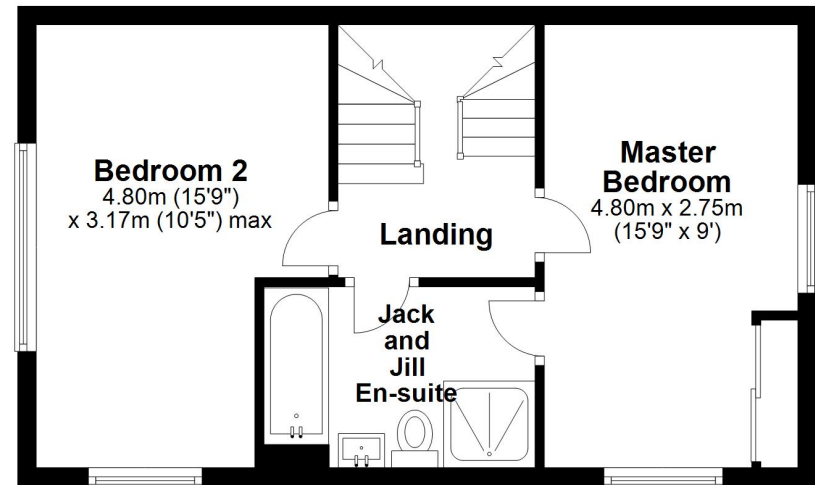 Bedroom 2
4.80m (15'9")
x 3.17m (10'5") max
Landing
Master
Bedroom
4.80m x 2.75m
(15'9" x 9')
Jack
and
Jill
En-suite